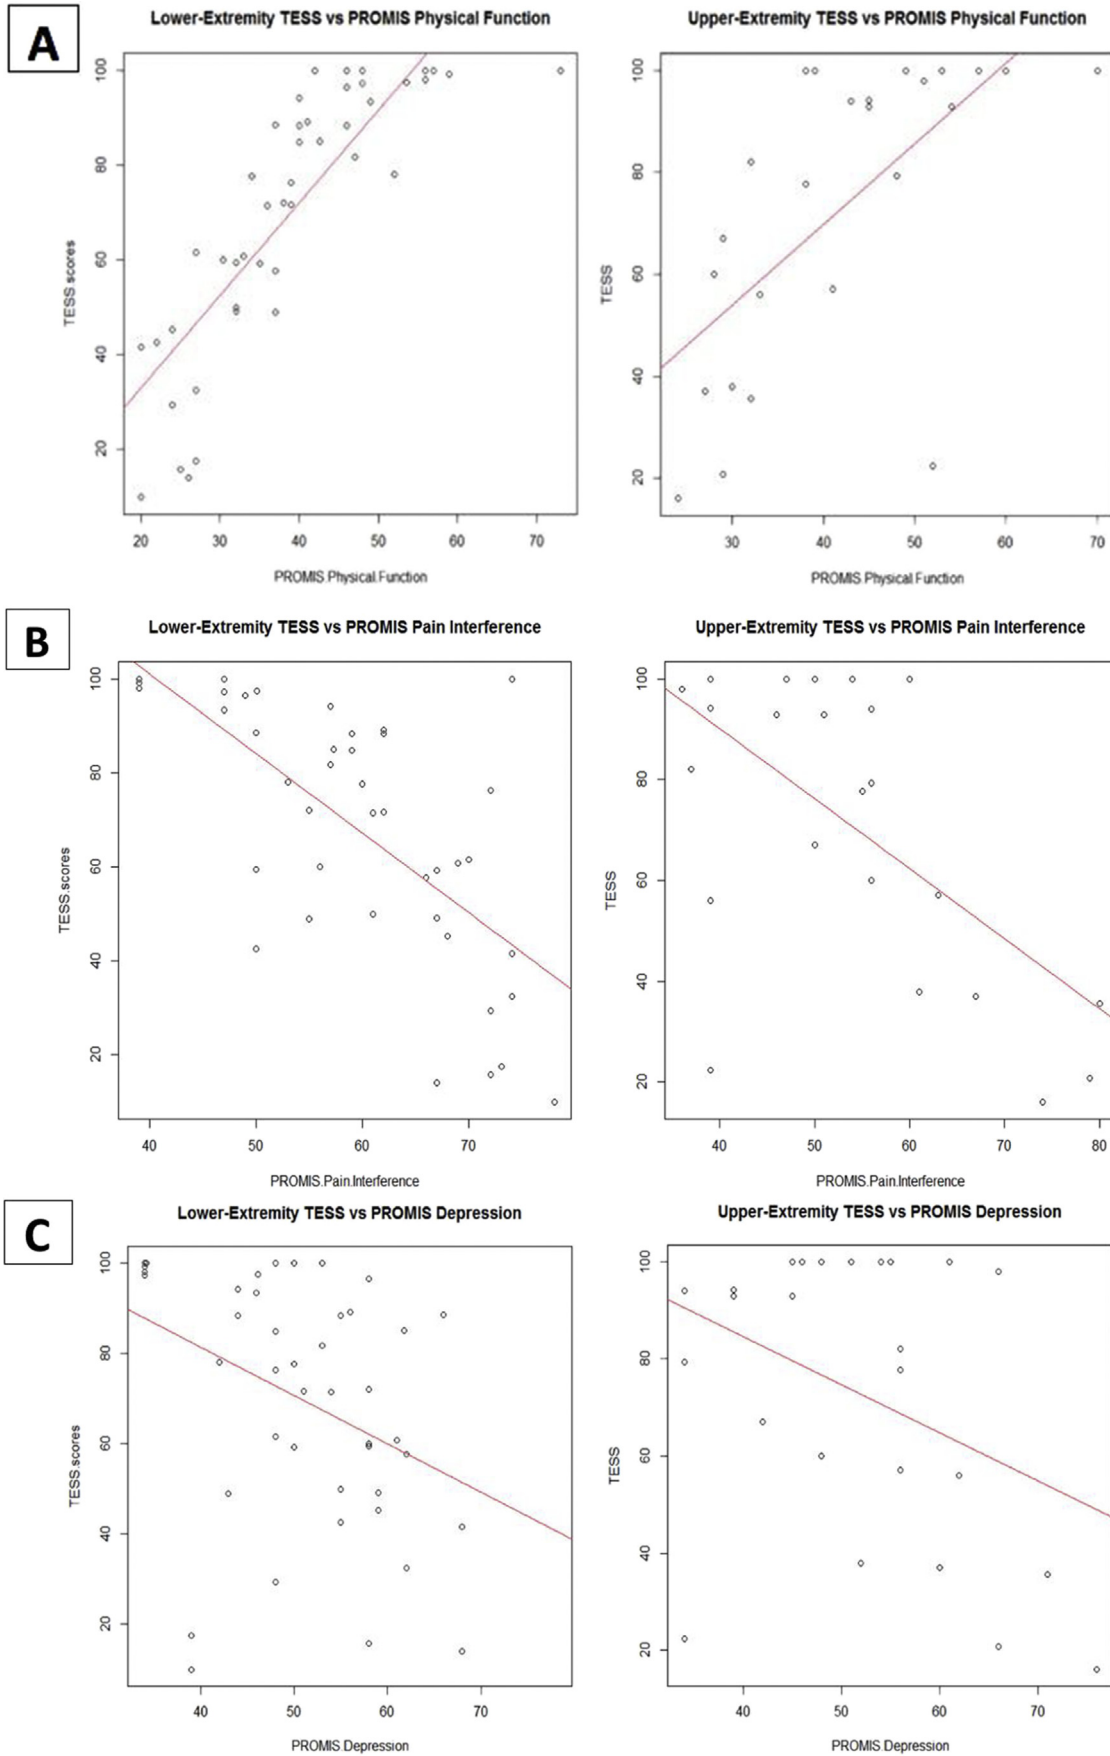 A
Lower-Extremity TESS vs PROMIS Physical Function
TESS scores
20 40 60 80 100
20 30 40 50 60 70
PROMIS.Physical.Function
Upper-Extremity TESS vs PROMIS Physical Function
TESS
20 40 60 80 100
30 40 50 60 70
PROMIS Physical Function
B
Lower-Extremity TESS vs PROMIS Pain Interference
TESS.scores
20 40 60 80 100
40 50 60 70
PROMIS.Pain.Interference
Upper-Extremity TESS vs PROMIS Pain Interference
TESS
20 40 60 80 100
40 50 60 70 80
PROMIS.Pain.Interference
C
Lower-Extremity TESS vs PROMIS Depression
TESS.scores
20 40 60 80 100
40 50 60 70
PROMIS.Depression
Upper-Extremity TESS vs PROMIS Depression
TESS
20 40 60 80 100
40 50 60 70
PROMIS.Depression